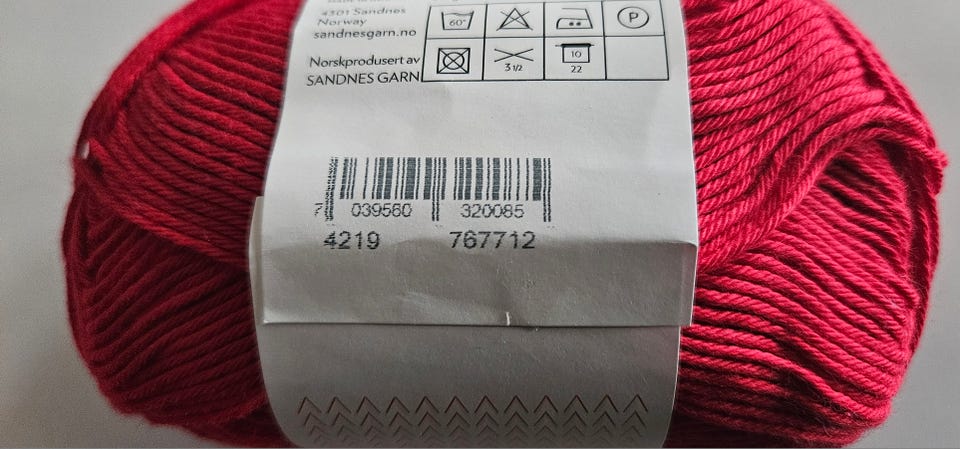 4301 Sandnes
Norway
sandnesgarn.no
Norskprodusert av
SANDNES GARN
60°
P
3 1/2
10
22
7 039560 320085
4219 767712